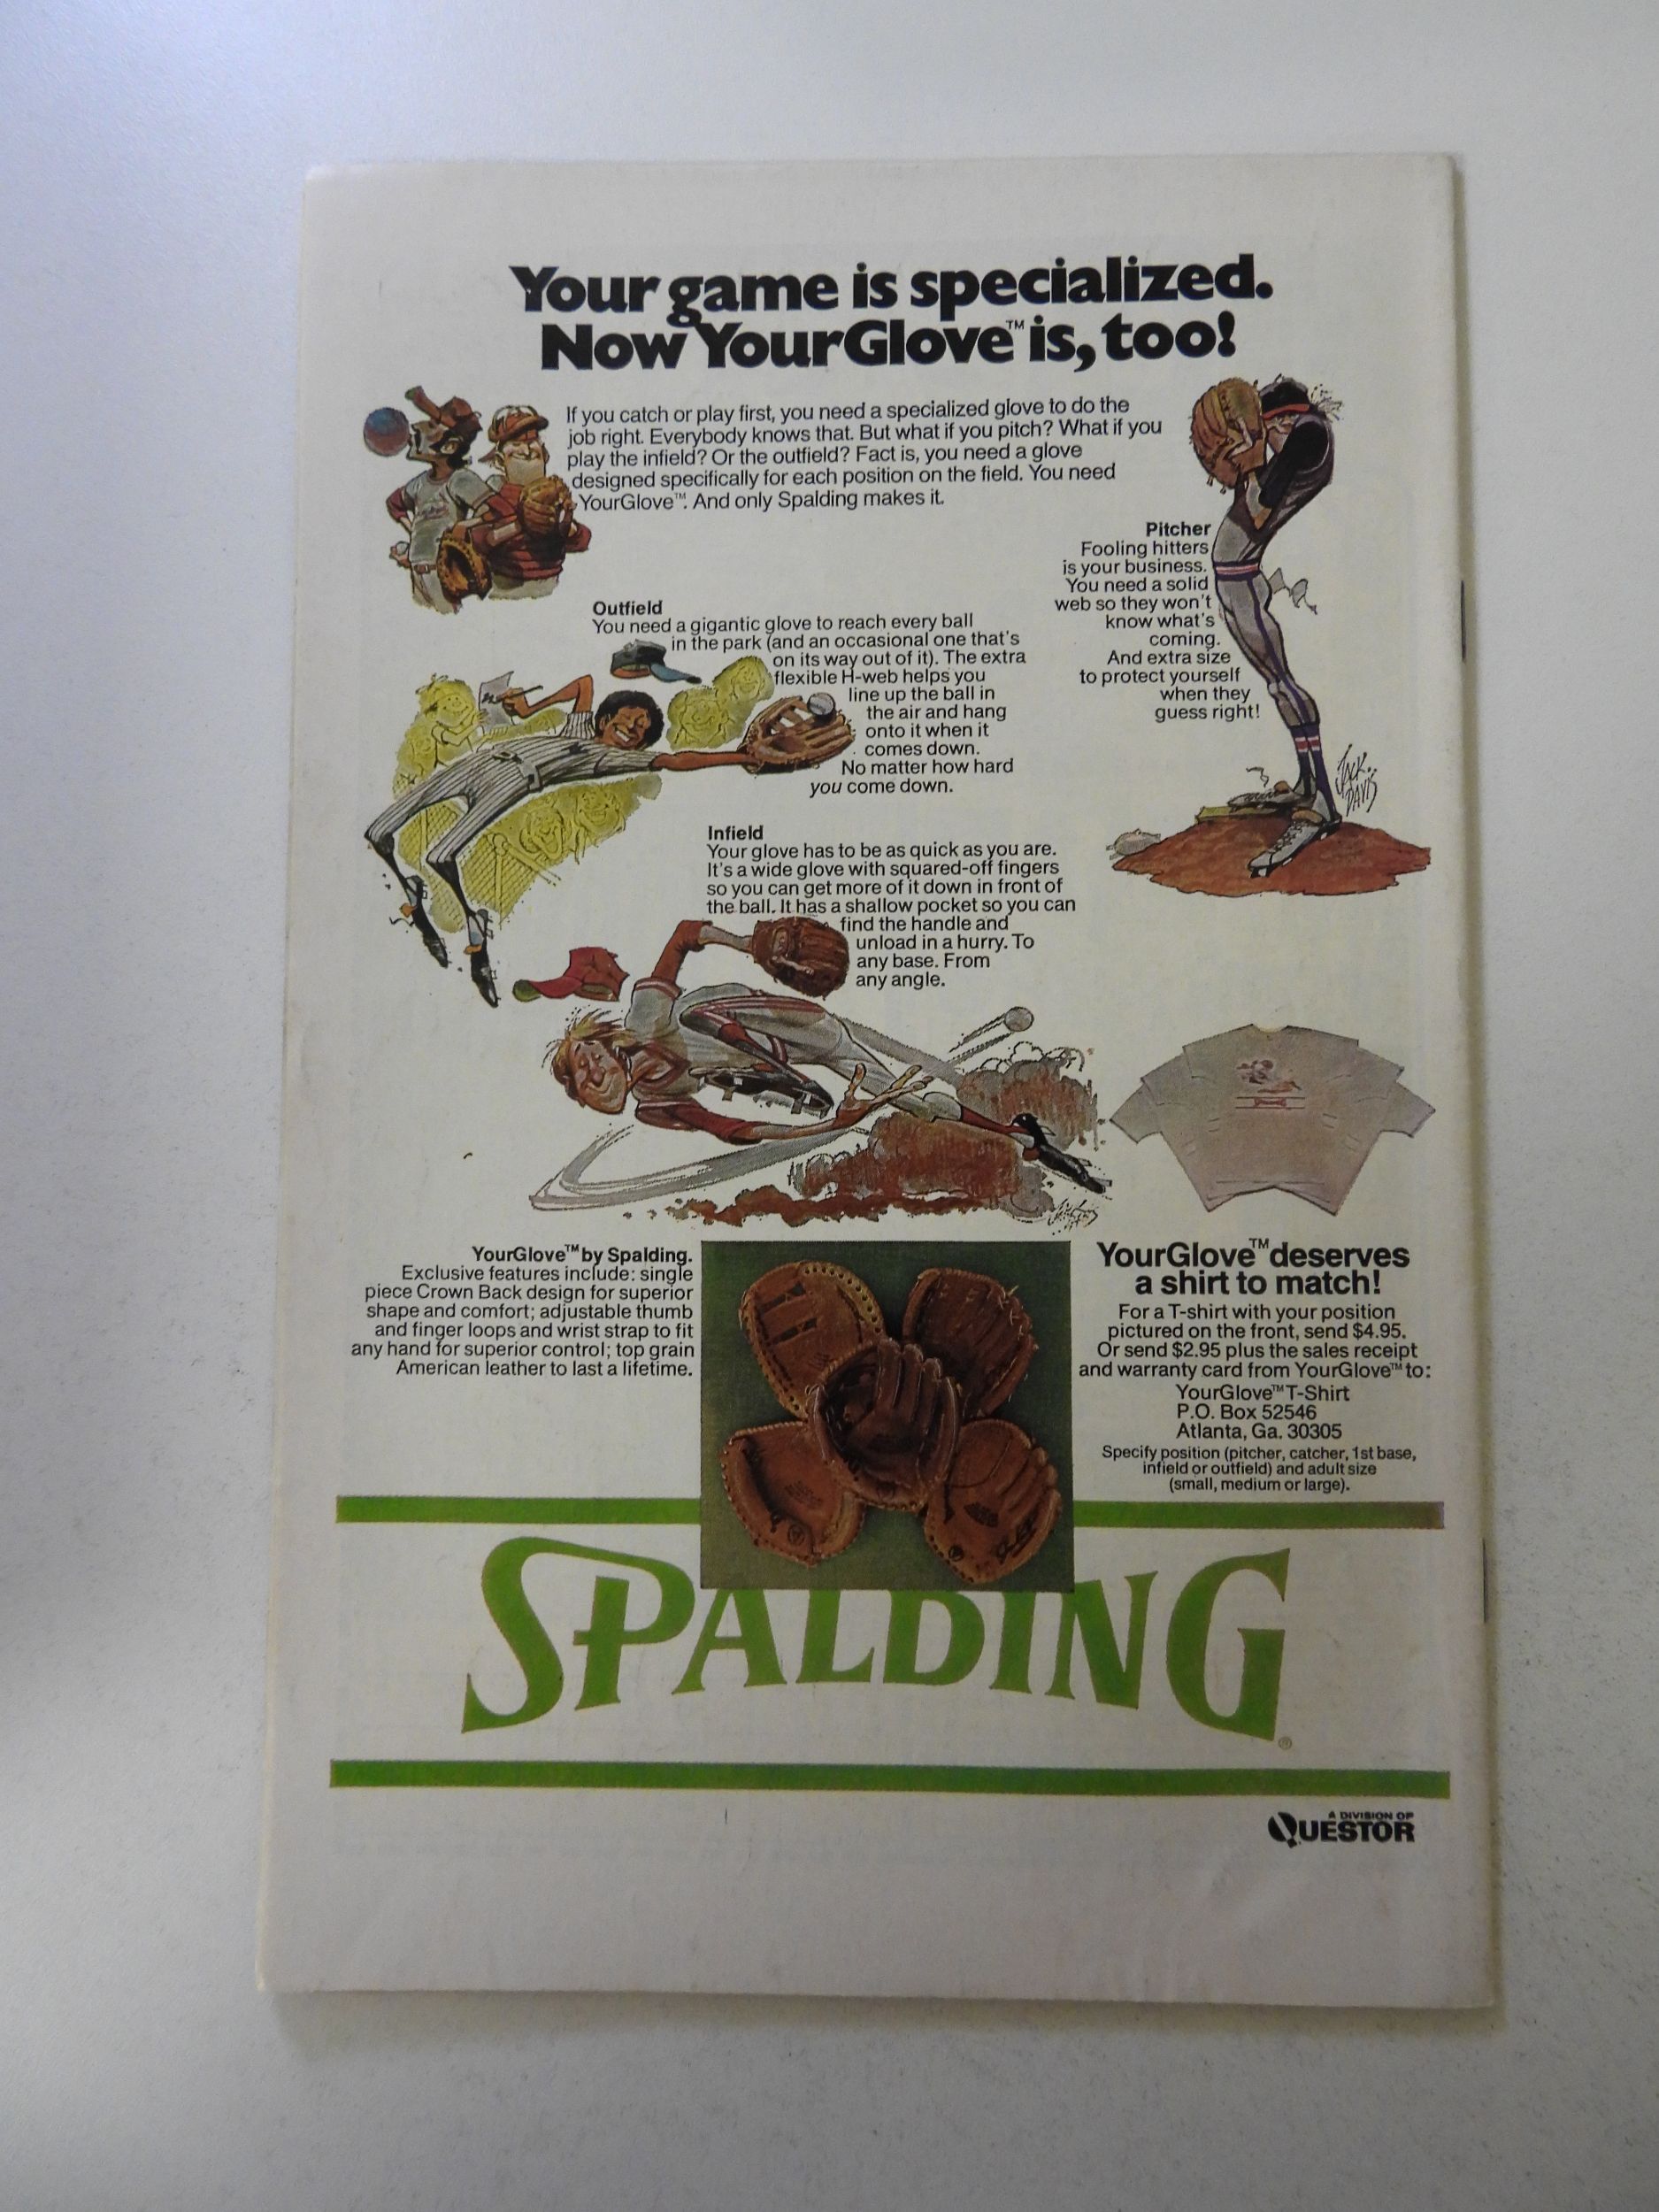 Your game is specialized.
Now YourGlove™ is, too!
If you catch or play first, you need a specialized glove to do the
job right. Everybody knows that. But what if you pitch? What if you
play the infield? Or the outfield? Fact is, you need a glove
designed specifically for each position on the field. You need
YourGlove™. And only Spalding makes it.
Pitcher
Fooling hitters
is your business.
You need a solid
web so they won't
know what's
coming.
And extra size
to protect yourself
when they
guess right!
JACK
DAVIS
Outfield
You need a gigantic glove to reach every ball
in the park (and an occasional one that's
on its way out of it). The extra
flexible H-web helps you
line up the ball in
the air and hang
onto it when it
comes down.
No matter how hard
you come down.
Infield
Your glove has to be as quick as you are.
It's a wide glove with squared-off fingers
so you can get more of it down in front of
the ball. It has a shallow pocket so you can
find the handle and
unload in a hurry. To
any base. From
any angle.
YourGlove™ by Spalding.
Exclusive features include: single
piece Crown Back design for superior
shape and comfort; adjustable thumb
and finger loops and wrist strap to fit
any hand for superior control; top grain
American leather to last a lifetime.
YourGlove™ deserves
a shirt to match!
For a T-shirt with your position
pictured on the front, send $4.95.
Or send $2.95 plus the sales receipt
and warranty card from YourGlove™ to:
YourGlove™ T-Shirt
P.O. Box 52546
Atlanta, Ga. 30305
Specify position (pitcher, catcher, 1st base,
infield or outfield) and adult size
(small, medium or large).
SPALDING®
A DIVISION OF
QUESTOR